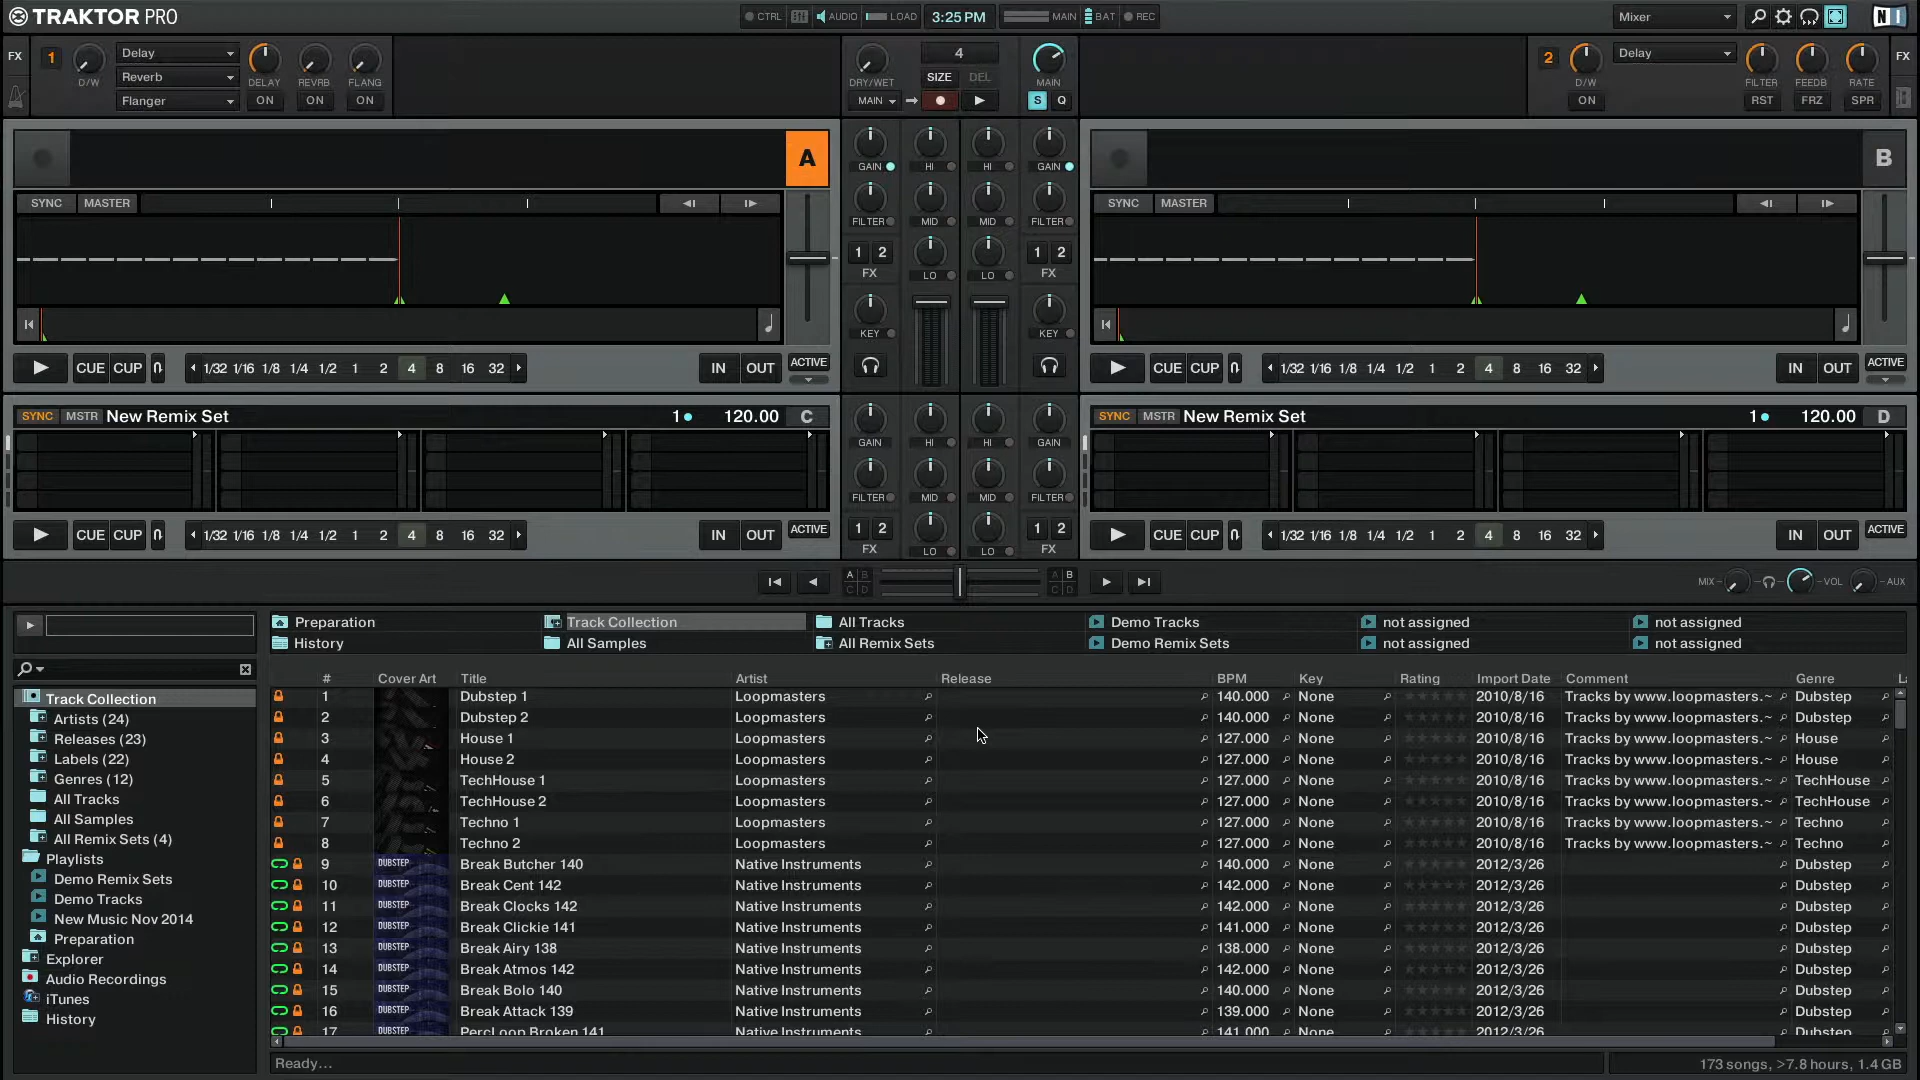 TRAKTOR PRO
CTRL AUDIO LOAD 3:25 PM MAIN BAT REC
Mixer
FX 1 D/W Delay Reverb Flanger
DELAY REVRB FLANG
ON ON ON
4
DRY/WET SIZE DEL MAIN
MAIN S Q
2 D/W Delay FILTER FEEDB RATE FX
ON RST FRZ SPR
A
SYNC MASTER
CUE CUP 1/32 1/16 1/8 1/4 1/2 1 2 4 8 16 32 IN OUT ACTIVE
GAIN HI HI GAIN
FILTER MID MID FILTER
1 2 LO LO 1 2
FX FX
KEY KEY
B
SYNC MASTER
CUE CUP 1/32 1/16 1/8 1/4 1/2 1 2 4 8 16 32 IN OUT ACTIVE
SYNC MSTR New Remix Set 1 120.00 C
CUE CUP 1/32 1/16 1/8 1/4 1/2 1 2 4 8 16 32 IN OUT ACTIVE
GAIN HI HI GAIN
FILTER MID MID FILTER
1 2 LO LO 1 2
FX FX
SYNC MSTR New Remix Set 1 120.00 D
CUE CUP 1/32 1/16 1/8 1/4 1/2 1 2 4 8 16 32 IN OUT ACTIVE
A B C D A B C D
MIX VOL AUX
Preparation Track Collection All Tracks Demo Tracks not assigned not assigned
History All Samples All Remix Sets Demo Remix Sets not assigned not assigned
Track Collection
Artists (24)
Releases (23)
Labels (22)
Genres (12)
All Tracks
All Samples
All Remix Sets (4)
Playlists
Demo Remix Sets
Demo Tracks
New Music Nov 2014
Preparation
Explorer
Audio Recordings
iTunes
History
# Cover Art Title Artist Release BPM Key Rating Import Date Comment Genre
1 Dubstep 1 Loopmasters 140.000 None 2010/8/16 Tracks by www.loopmasters.~ Dubstep
2 Dubstep 2 Loopmasters 140.000 None 2010/8/16 Tracks by www.loopmasters.~ Dubstep
3 House 1 Loopmasters 127.000 None 2010/8/16 Tracks by www.loopmasters.~ House
4 House 2 Loopmasters 127.000 None 2010/8/16 Tracks by www.loopmasters.~ House
5 TechHouse 1 Loopmasters 127.000 None 2010/8/16 Tracks by www.loopmasters.~ TechHouse
6 TechHouse 2 Loopmasters 127.000 None 2010/8/16 Tracks by www.loopmasters.~ TechHouse
7 Techno 1 Loopmasters 127.000 None 2010/8/16 Tracks by www.loopmasters.~ Techno
8 Techno 2 Loopmasters 127.000 None 2010/8/16 Tracks by www.loopmasters.~ Techno
9 DUBSTEP Break Butcher 140 Native Instruments 140.000 None 2012/3/26 Dubstep
10 DUBSTEP Break Cent 142 Native Instruments 142.000 None 2012/3/26 Dubstep
11 DUBSTEP Break Clocks 142 Native Instruments 142.000 None 2012/3/26 Dubstep
12 DUBSTEP Break Clickie 141 Native Instruments 141.000 None 2012/3/26 Dubstep
13 DUBSTEP Break Airy 138 Native Instruments 138.000 None 2012/3/26 Dubstep
14 DUBSTEP Break Atmos 142 Native Instruments 142.000 None 2012/3/26 Dubstep
15 DUBSTEP Break Bolo 140 Native Instruments 140.000 None 2012/3/26 Dubstep
16 DUBSTEP Break Attack 139 Native Instruments 139.000 None 2012/3/26 Dubstep
17 DUBSTEP PercLoop Broken 141 Native Instruments 141.000 None 2012/3/26 Dubstep
Ready...
173 songs, >7.8 hours, 1.4 GB